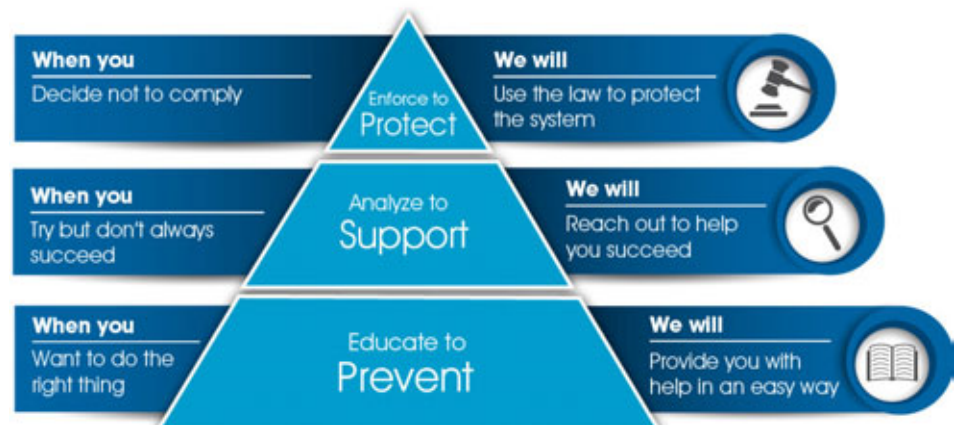 When you
Decide not to comply
Enforce to
Protect
We will
Use the law to protect
the system
When you
Try but don't always
succeed
Analyze to
Support
We will
Reach out to help
you succeed
When you
Want to do the
right thing
Educate to
Prevent
We will
Provide you with
help in an easy way